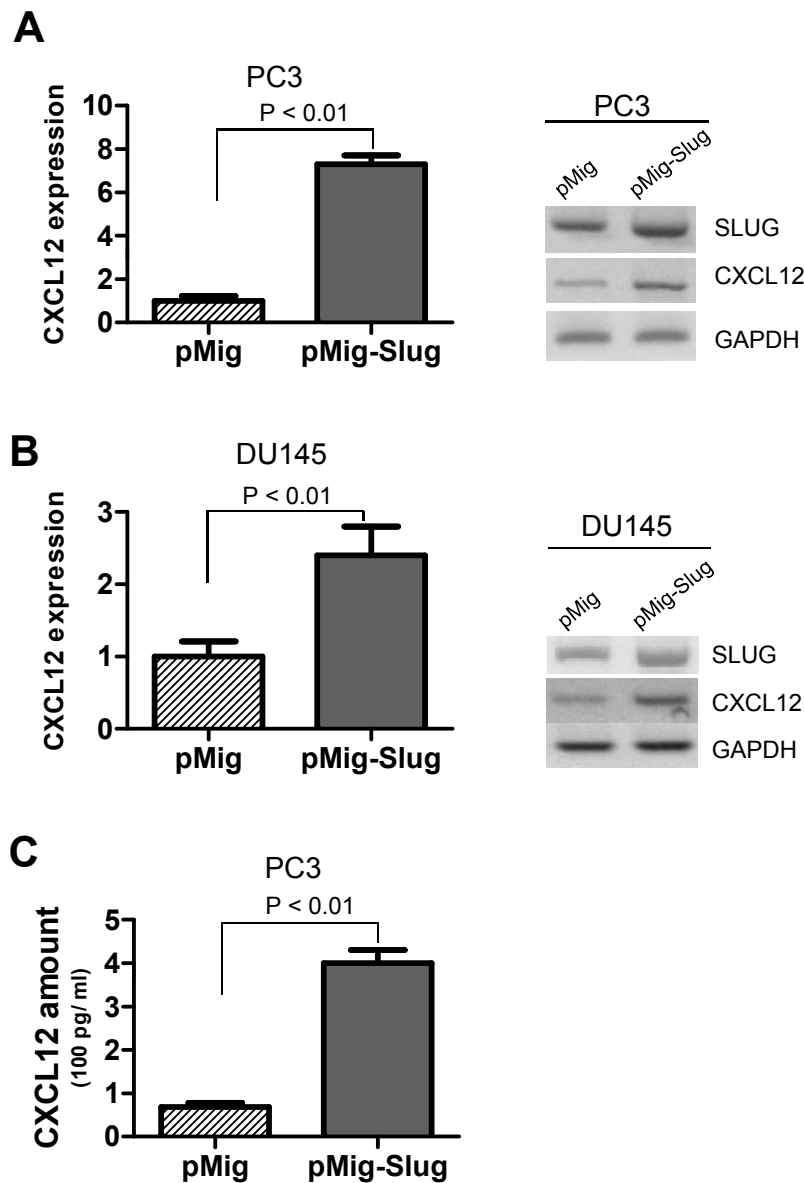 A
PC3
P < 0.01
CXCL12 expression
10
8
6
4
2
0
pMig
pMig-Slug
PC3
pMig
pMig-Slug
SLUG
CXCL12
GAPDH
B
DU145
P < 0.01
CXCL12 expression
3
2
1
0
pMig
pMig-Slug
DU145
pMig
pMig-Slug
SLUG
CXCL12
GAPDH
C
PC3
P < 0.01
CXCL12 amount
(100 pg/ ml)
5
4
3
2
1
0
pMig
pMig-Slug